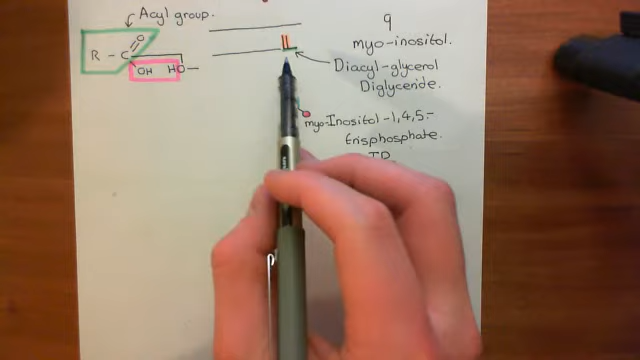 Acyl group.
O
R - C
OH HO
9
myo-inositol.
Diacyl-glycerol
Diglyceride.
myo-Inositol-1,4,5-
trisphosphate.